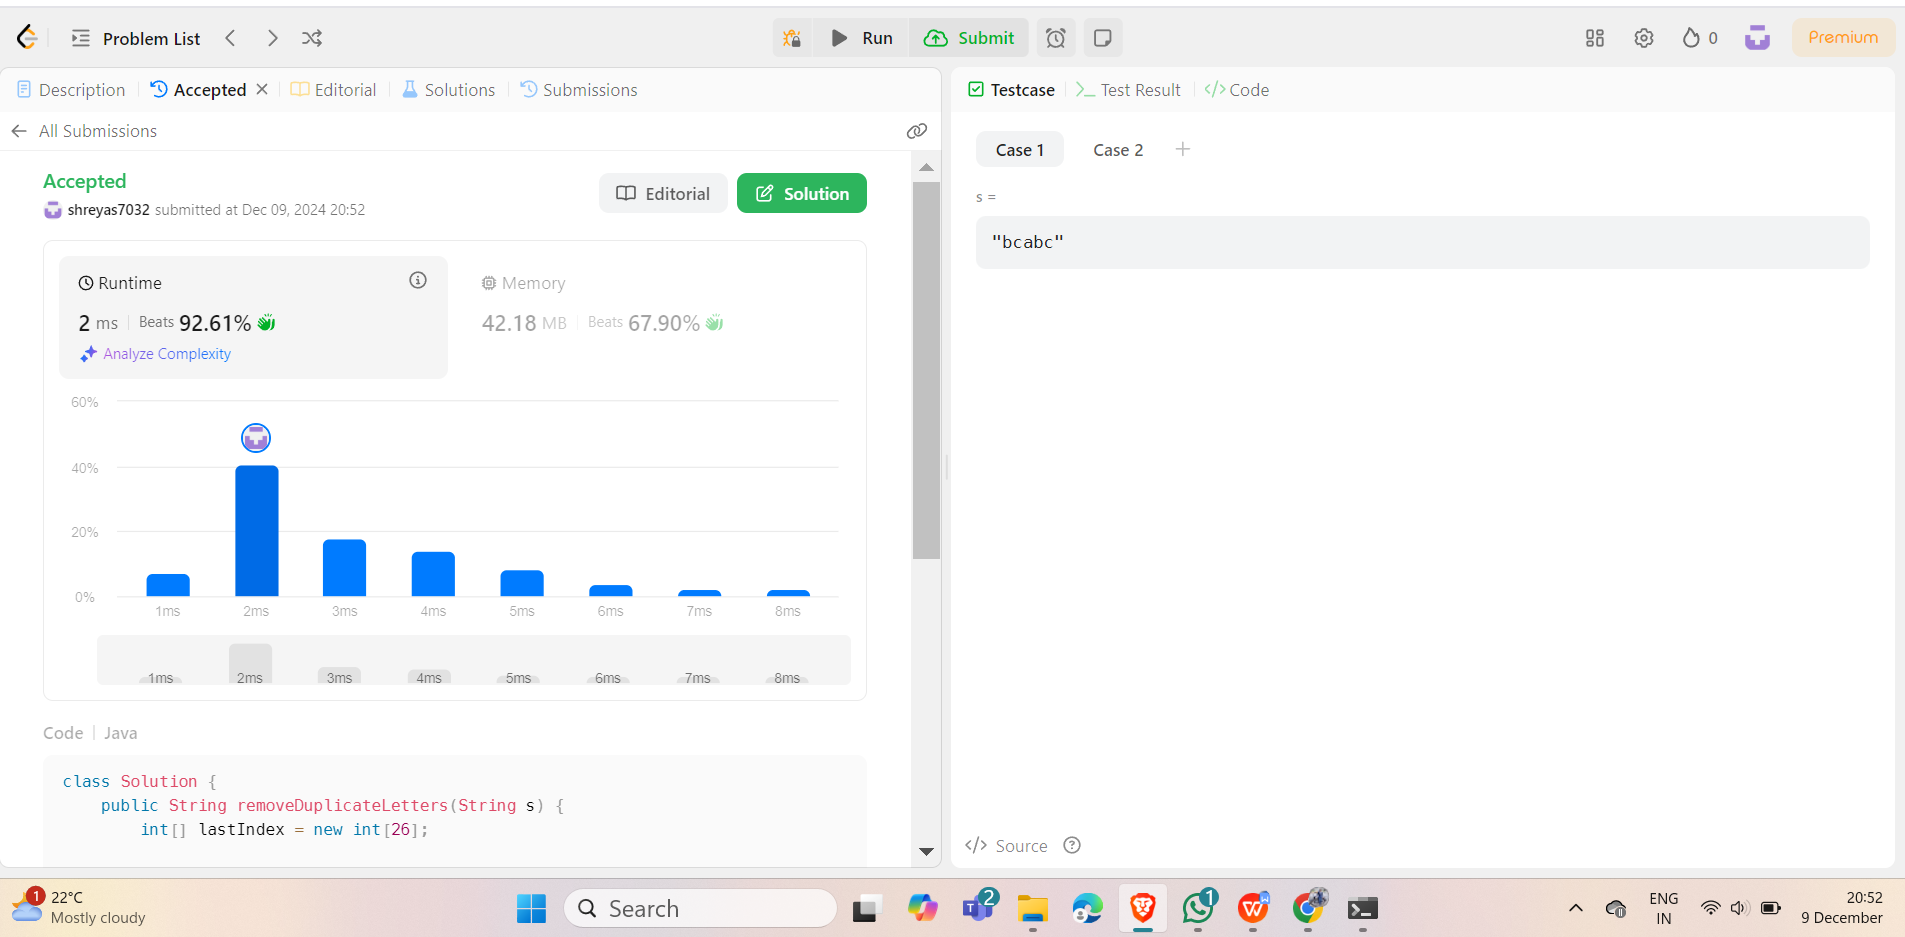 Problem List
Run
Submit
0
Premium
Description
Accepted
Editorial
Solutions
Submissions
All Submissions
Accepted
shreyas7032 submitted at Dec 09, 2024 20:52
Editorial
Solution
Runtime
2 ms | Beats 92.61%
Analyze Complexity
Memory
42.18 MB | Beats 67.90%
60%
40%
20%
0%
1ms 2ms 3ms 4ms 5ms 6ms 7ms 8ms
1ms 2ms 3ms 4ms 5ms 6ms 7ms 8ms
Code | Java
class Solution {
public String removeDuplicateLetters(String s) {
int[] lastIndex = new int[26];
Testcase
>_ Test Result
</> Code
Case 1
Case 2
+
s =
"bcabc"
</> Source
1
22°C
Mostly cloudy
Search
2
1
ENG
IN
20:52
9 December